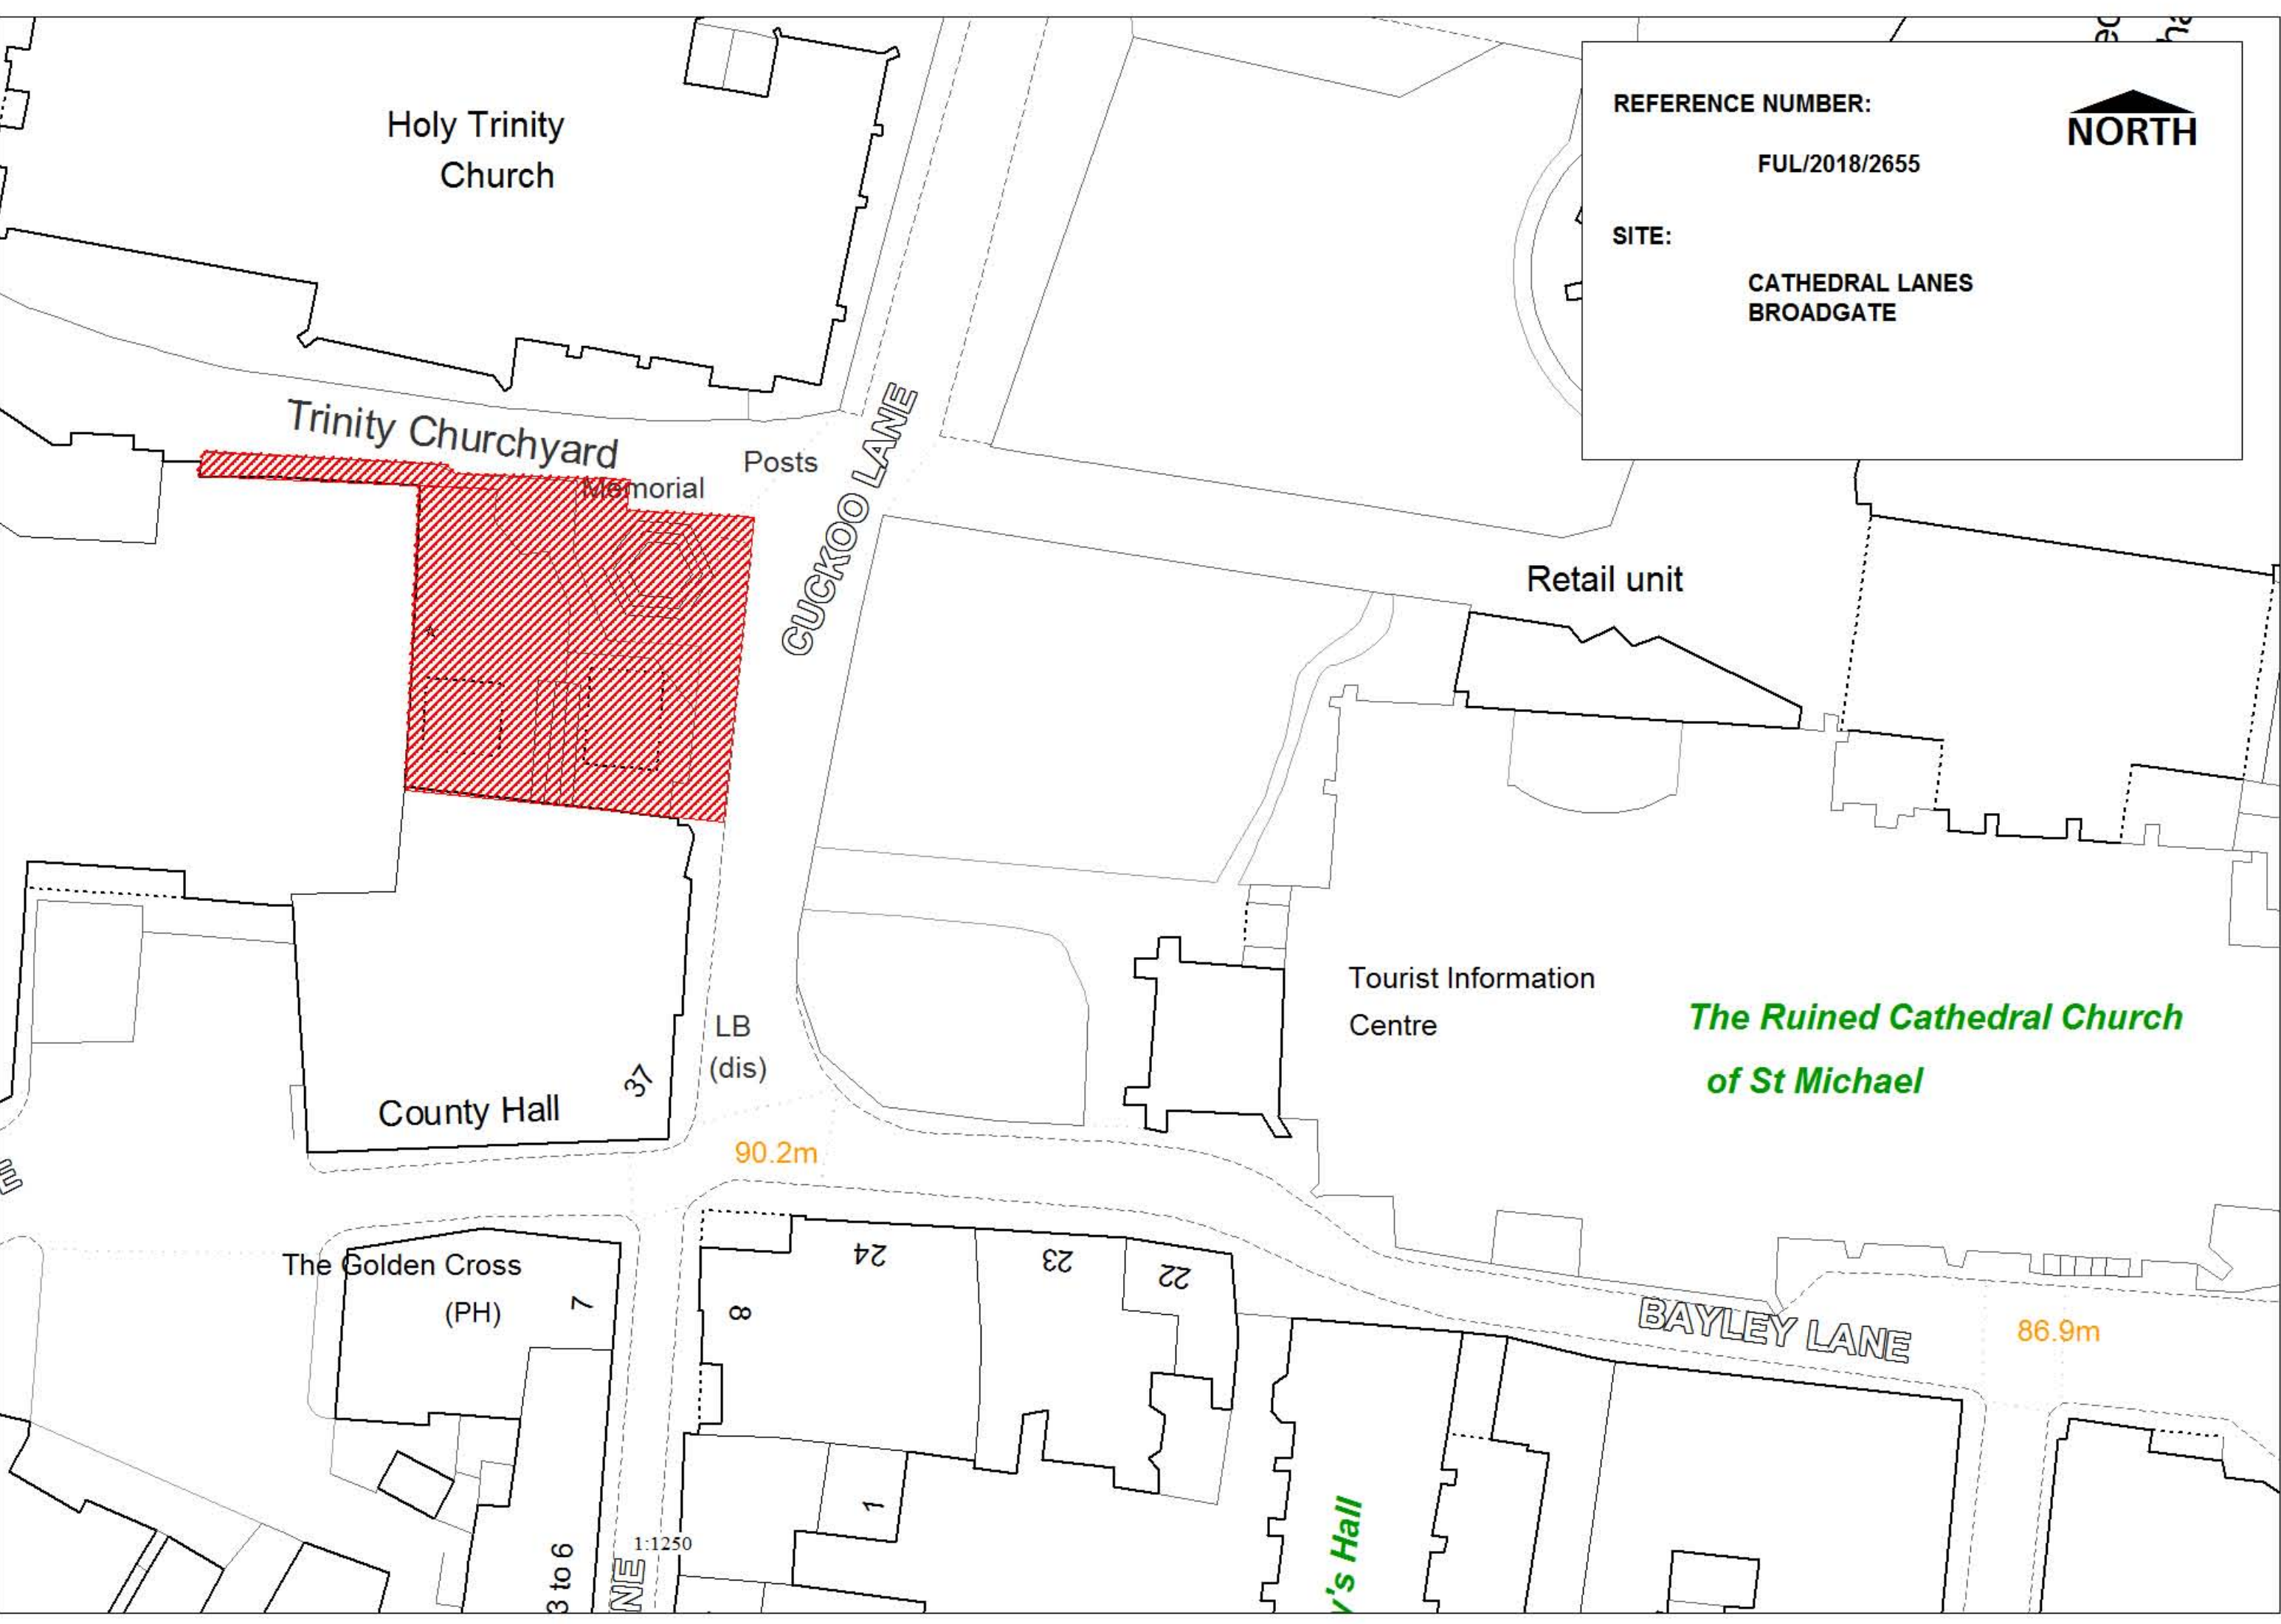 Holy Trinity
Church
REFERENCE NUMBER:
NORTH
FUL/2018/2655
SITE:
CATHEDRAL LANES
BROADGATE
Trinity Churchyard
Posts
Memorial
CUCKOO LANE
Retail unit
Tourist Information
Centre
The Ruined Cathedral Church
of St Michael
LB
(dis)
37
County Hall
90.2m
The Golden Cross
(PH)
7
8
24
23
22
BAYLEY LANE
86.9m
1
1:1250
3 to 6
NE
y's Hall